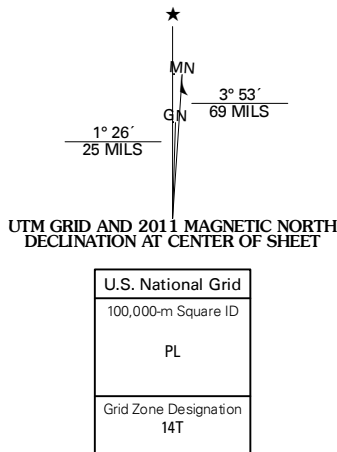 MN
3° 53´
69 MILS
GN
1° 26´
25 MILS
UTM GRID AND 2011 MAGNETIC NORTH
DECLINATION AT CENTER OF SHEET
U.S. National Grid
100,000-m Square ID
PL
Grid Zone Designation
14T